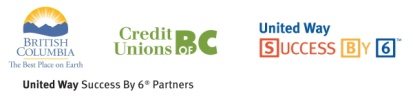 BRITISH
COLUMBIA
The Best Place on Earth
Credit
Unions OF BC
United Way
SUCCESS BY 6™
United Way Success By 6® Partners